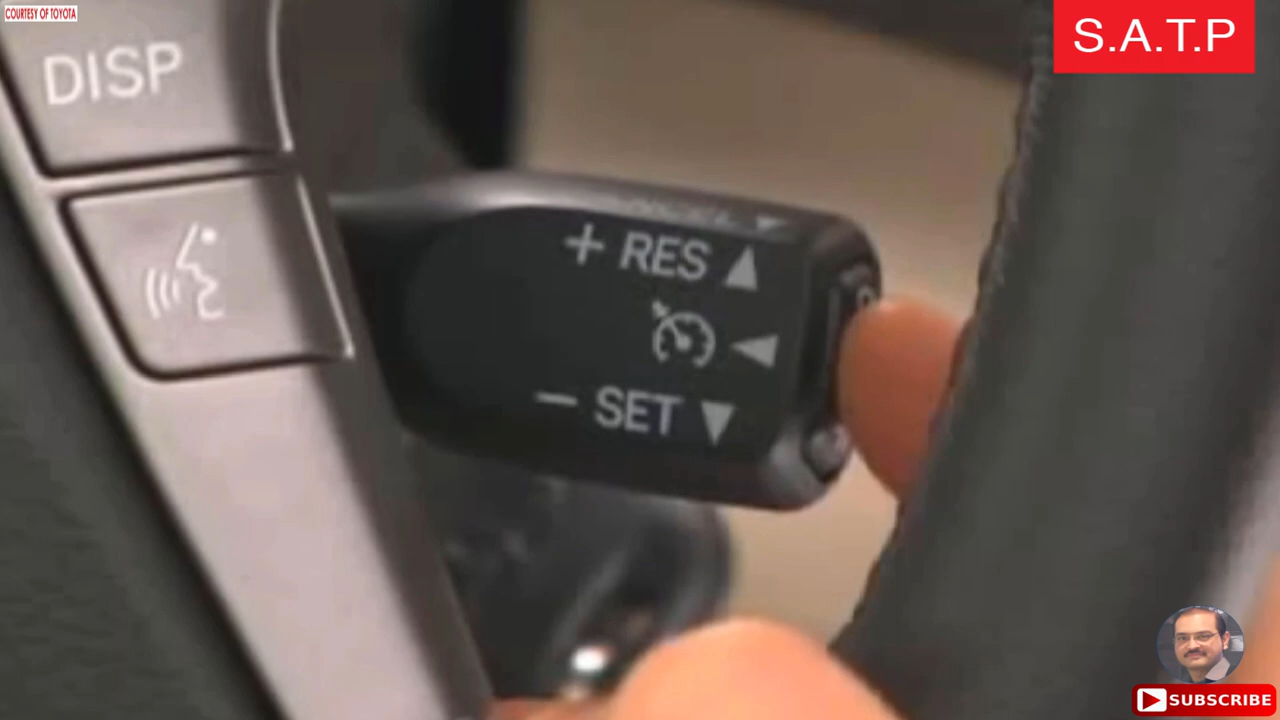 COURTESY OF TOYOTA
S.A.T.P
DISP
+ RES
− SET
SUBSCRIBE